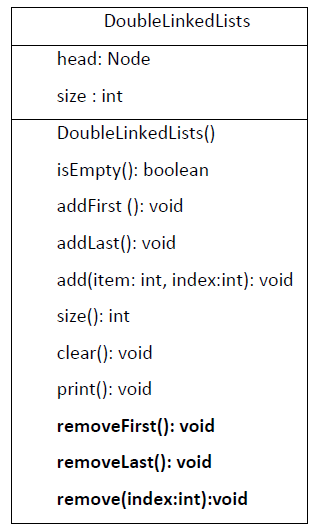 DoubleLinkedLists
head: Node
size : int
DoubleLinkedLists()
isEmpty(): boolean
addFirst (): void
addLast(): void
add(item: int, index:int): void
size(): int
clear(): void
print(): void
removeFirst(): void
removeLast(): void
remove(index:int):void